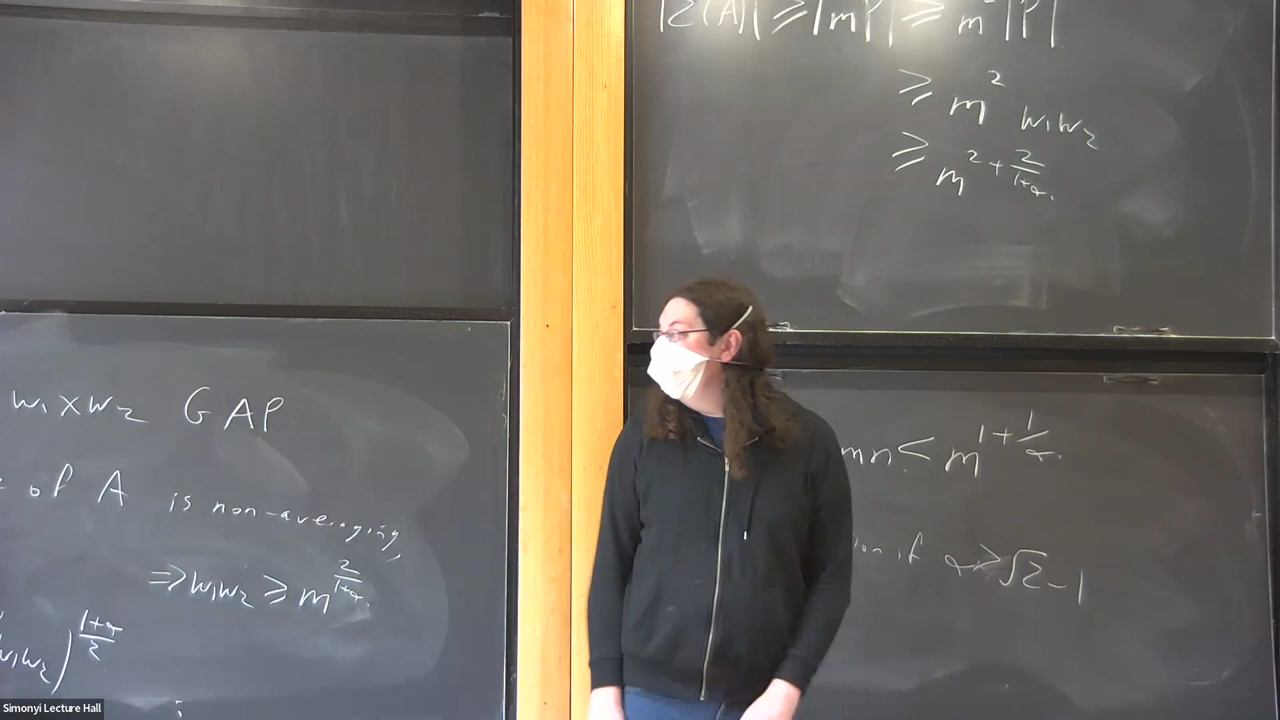 w₁ × w₂ GAP
of A is non-averaging,
⇒ w₁w₂ ≥ m^{2/(1+α)}
w₁w₂)^{(1+α)/2}
|Σ(A)| ≥ |mP| ≥ m²|P|
≥ m² w₁w₂
≥ m^{2+2/(1+α)}
mn ≤ m^{1+1/α}
if α > √2 - 1
Simonyi Lecture Hall